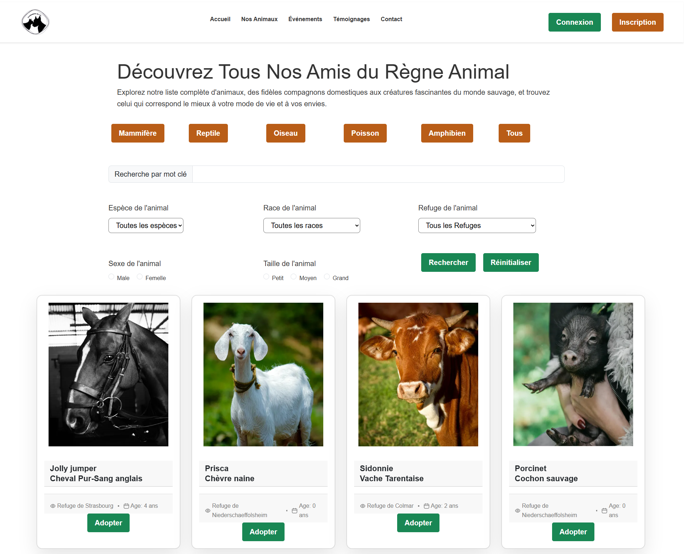 Accueil
Nos Animaux
Événements
Témoignages
Contact
Connexion
Inscription
Découvrez Tous Nos Amis du Règne Animal
Explorez notre liste complète d'animaux, des fidèles compagnons domestiques aux créatures fascinantes du monde sauvage, et trouvez
celui qui correspond le mieux à votre mode de vie et à vos envies.
Mammifère
Reptile
Oiseau
Poisson
Amphibien
Tous
Recherche par mot clé
Espèce de l'animal
Race de l'animal
Refuge de l'animal
Toutes les espèces
Toutes les races
Tous les Refuges
Sexe de l'animal
Male
Femelle
Taille de l'animal
Petit
Moyen
Grand
Rechercher
Réinitialiser
Jolly jumper
Cheval Pur-Sang anglais
Refuge de Strasbourg • Age: 4 ans
Adopter
Prisca
Chèvre naine
Refuge de
Niederschaeffolsheim • Age: 0
ans
Adopter
Sidonnie
Vache Tarentaise
Refuge de Colmar • Age: 2 ans
Adopter
Porcinet
Cochon sauvage
Refuge de
Niederschaeffolsheim • Age: 0
ans
Adopter